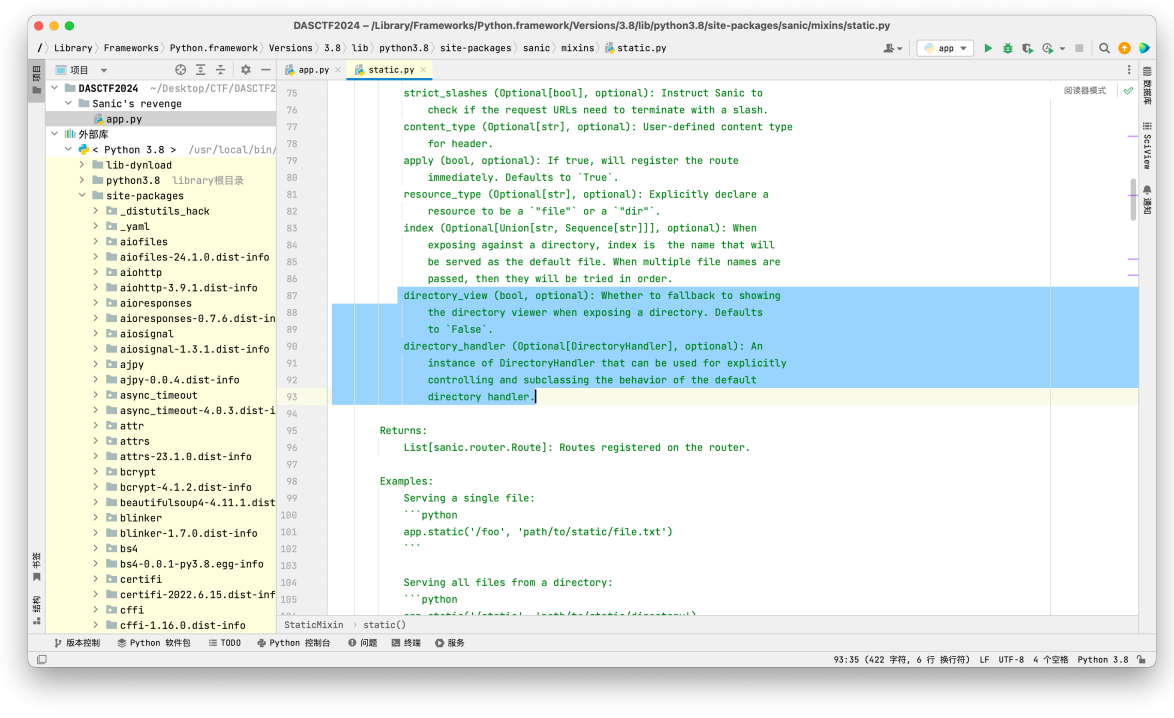 DASCTF2024 – /Library/Frameworks/Python.framework/Versions/3.8/lib/python3.8/site-packages/sanic/mixins/static.py
/ Library Frameworks Python.framework Versions 3.8 lib python3.8 site-packages sanic mixins static.py
app
项目
项目
app.py
static.py
DASCTF2024 ~/Desktop/CTF/DASCTF2
Sanic's revenge
app.py
外部库
< Python 3.8 > /usr/local/bin/
lib-dynload
python3.8 library根目录
site-packages
_distutils_hack
_yaml
aiofiles
aiofiles-24.1.0.dist-info
aiohttp
aiohttp-3.9.1.dist-info
aioresponses
aioresponses-0.7.6.dist-in
aiosignal
aiosignal-1.3.1.dist-info
ajpy
ajpy-0.0.4.dist-info
async_timeout
async_timeout-4.0.3.dist-i
attr
attrs
attrs-23.1.0.dist-info
bcrypt
bcrypt-4.1.2.dist-info
beautifulsoup4-4.11.1.dist
blinker
blinker-1.7.0.dist-info
bs4
bs4-0.0.1-py3.8.egg-info
certifi
certifi-2022.6.15.dist-inf
cffi
cffi-1.16.0.dist-info
书签
结构
75 strict_slashes (Optional[bool], optional): Instruct Sanic to
76 check if the request URLs need to terminate with a slash.
77 content_type (Optional[str], optional): User-defined content type
78 for header.
79 apply (bool, optional): If true, will register the route
80 immediately. Defaults to `True`.
81 resource_type (Optional[str], optional): Explicitly declare a
82 resource to be a `"file"` or a `"dir"`.
83 index (Optional[Union[str, Sequence[str]]], optional): When
84 exposing against a directory, index is  the name that will
85 be served as the default file. When multiple file names are
86 passed, then they will be tried in order.
87 directory_view (bool, optional): Whether to fallback to showing
88 the directory viewer when exposing a directory. Defaults
89 to `False`.
90 directory_handler (Optional[DirectoryHandler], optional): An
91 instance of DirectoryHandler that can be used for explicitly
92 controlling and subclassing the behavior of the default
93 directory handler.
94
95 Returns:
96 List[sanic.router.Route]: Routes registered on the router.
97
98 Examples:
99 Serving a single file:
100 ```python
101 app.static('/foo', 'path/to/static/file.txt')
102 ```
103
104 Serving all files from a directory:
105 ```python
app.static('/static', 'path/to/static/directory')
阅读器模式
数据库
SciView
通知
StaticMixin › static()
版本控制 Python 软件包 TODO Python 控制台 问题 终端 服务
93:35 (422 字符, 6 行 换行符) LF UTF-8 4 个空格 Python 3.8